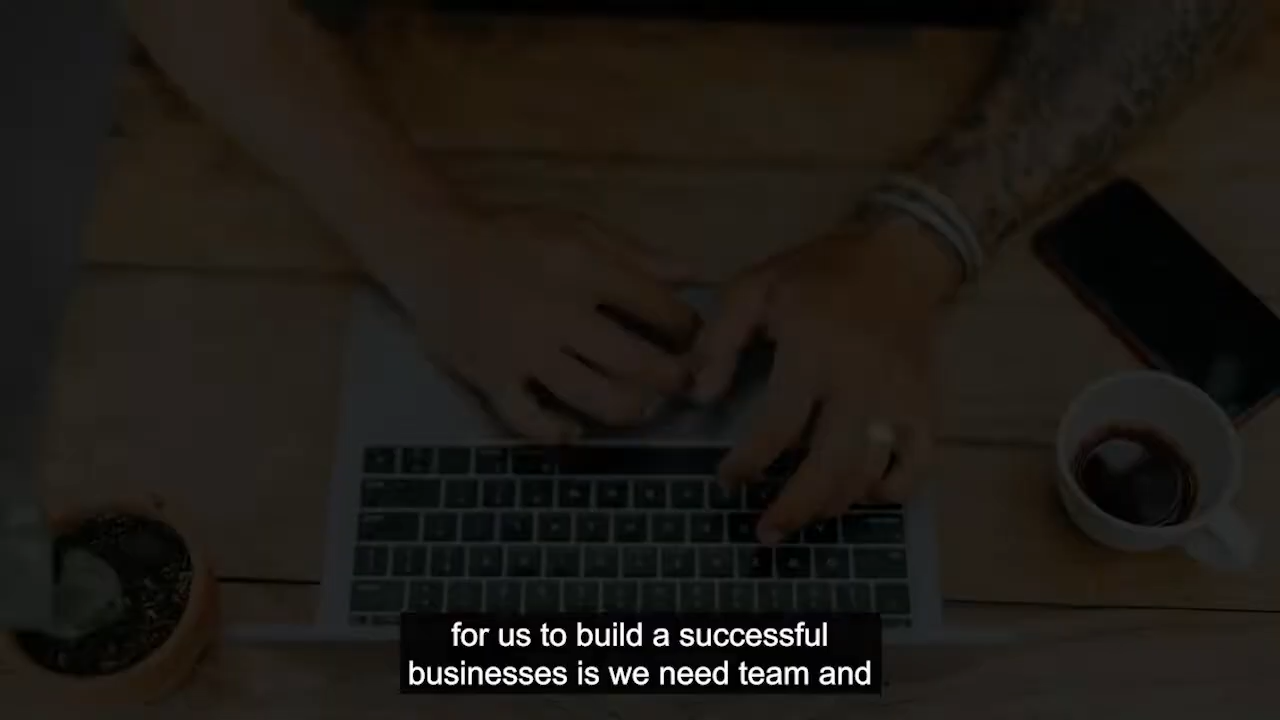 for us to build a successful
businesses is we need team and